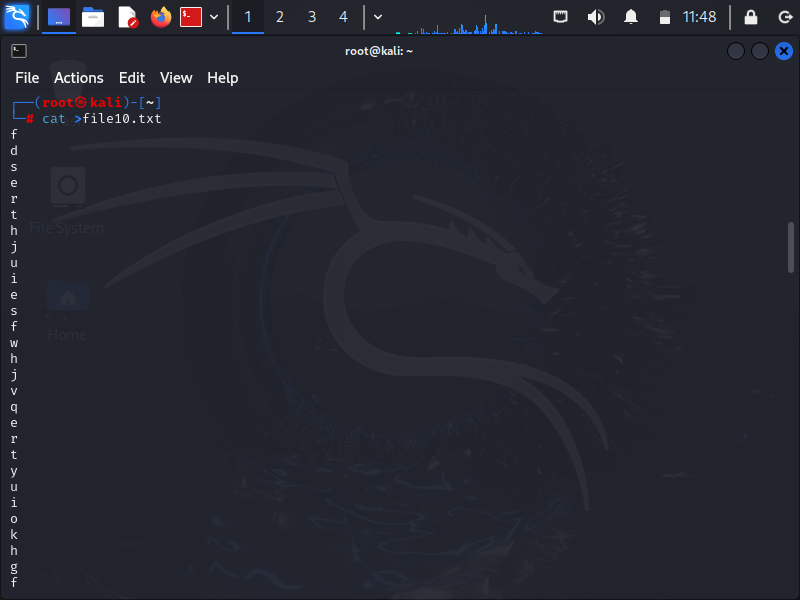 1 2 3 4 11:48
root@kali: ~
File Actions Edit View Help
┌──(root㉿kali)-[~]
└─# cat >file10.txt
f
d
s
e
r
t
h
j
u
i
e
s
f
w
h
j
v
q
e
r
t
y
u
i
o
k
h
g
f
File System
Home